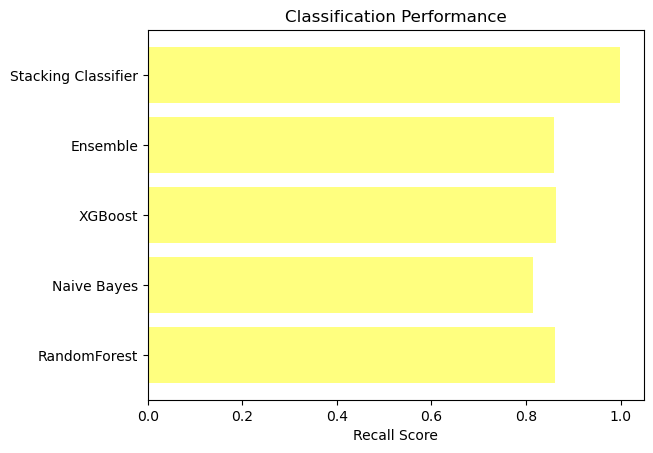 Classification Performance
Stacking Classifier
Ensemble
XGBoost
Naive Bayes
RandomForest
0.0 0.2 0.4 0.6 0.8 1.0
Recall Score